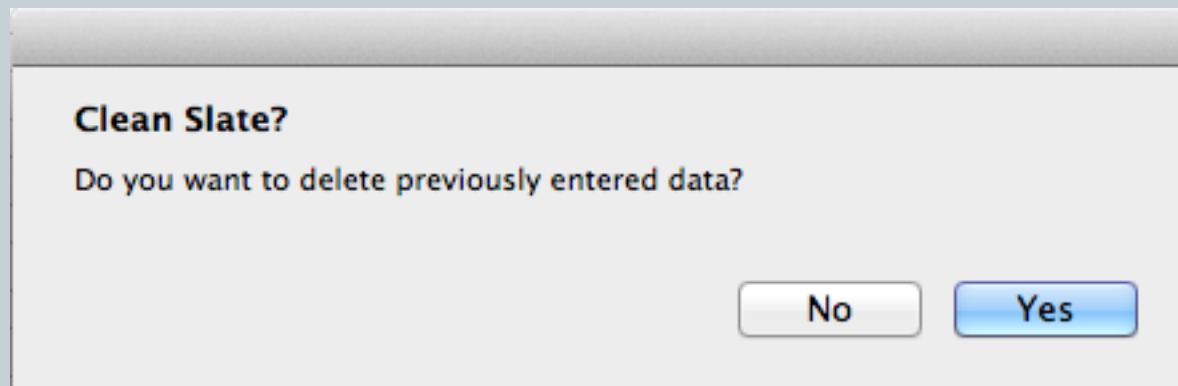 Clean Slate?
Do you want to delete previously entered data?
No Yes